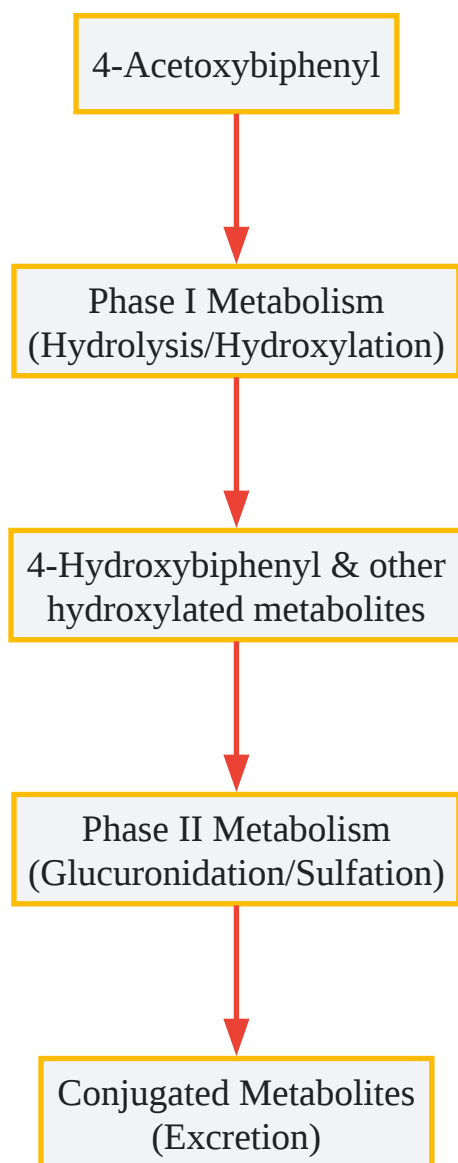 4-Acetoxybiphenyl
Phase I Metabolism
(Hydrolysis/Hydroxylation)
4-Hydroxybiphenyl & other
hydroxylated metabolites
Phase II Metabolism
(Glucuronidation/Sulfation)
Conjugated Metabolites
(Excretion)